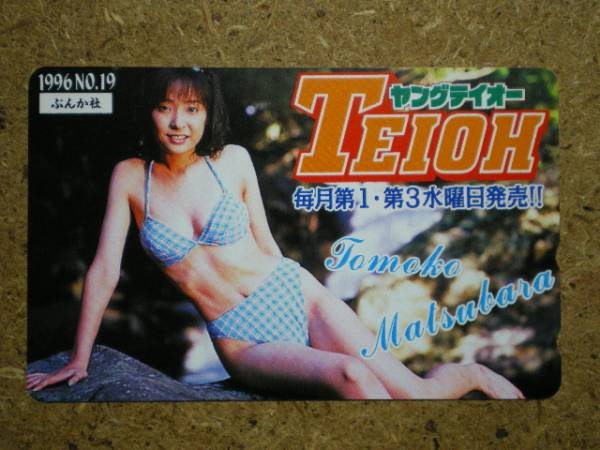 1996 NO.19
ぶんか社
ヤングテイオー
TEIOH
毎月第1・第3水曜日発売!!
Tomoko
Matsubara